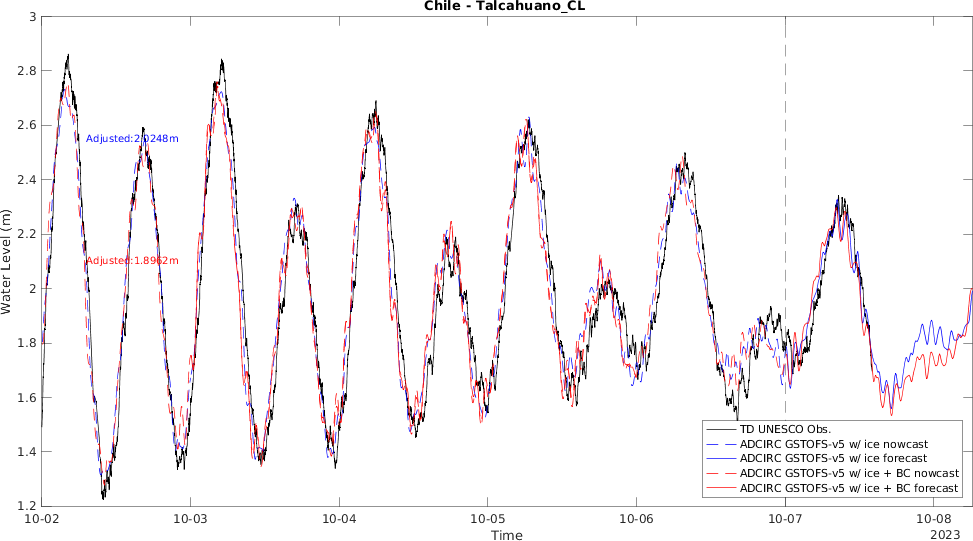 Chile - Talcahuano_CL
3
2.8
2.6
2.4
2.2
2
1.8
1.6
1.4
1.2
Water Level (m)
Adjusted:2.0248m
Adjusted:1.8962m
TD UNESCO Obs.
ADCIRC GSTOFS-v5 w/ ice nowcast
ADCIRC GSTOFS-v5 w/ ice forecast
ADCIRC GSTOFS-v5 w/ ice + BC nowcast
ADCIRC GSTOFS-v5 w/ ice + BC forecast
10-02 10-03 10-04 10-05 10-06 10-07 10-08
Time
2023